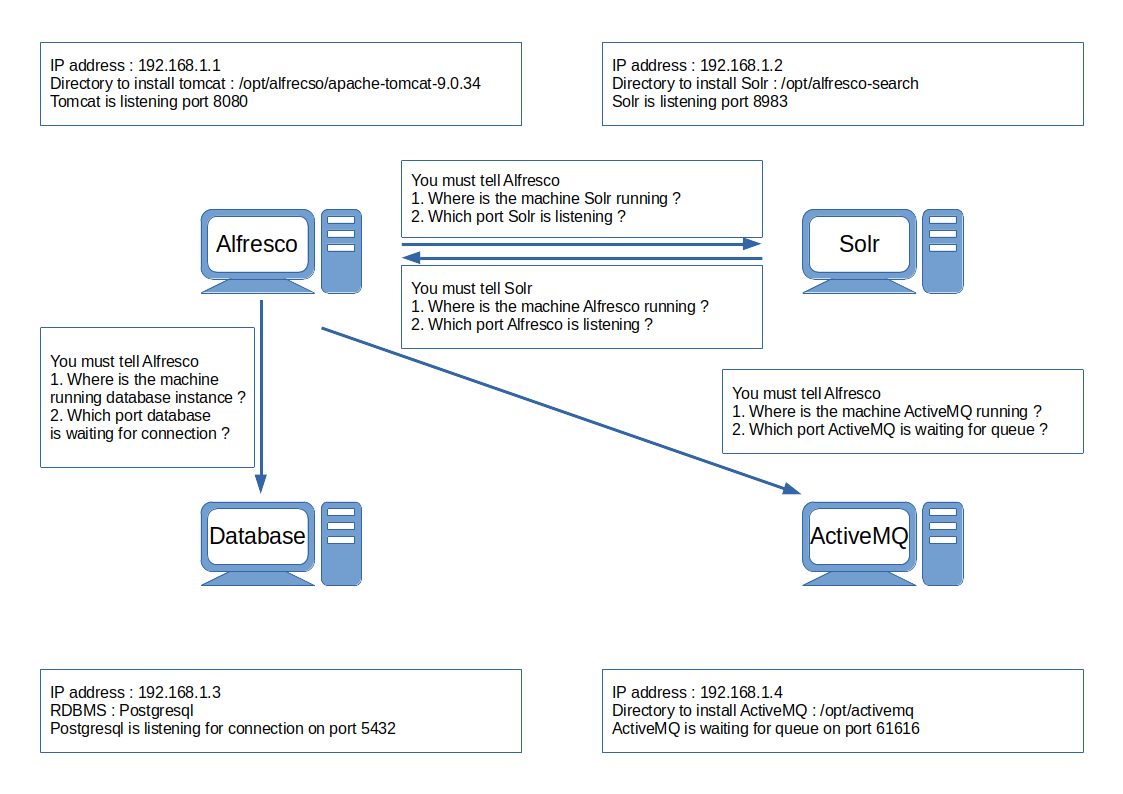 IP address : 192.168.1.1
Directory to install tomcat : /opt/alfrecso/apache-tomcat-9.0.34
Tomcat is listening port 8080
IP address : 192.168.1.2
Directory to install Solr : /opt/alfresco-search
Solr is listening port 8983
You must tell Alfresco
1. Where is the machine Solr running ?
2. Which port Solr is listening ?
Alfresco
Solr
You must tell Solr
1. Where is the machine Alfresco running ?
2. Which port Alfresco is listening ?
You must tell Alfresco
1. Where is the machine
running database instance ?
2. Which port database
is waiting for connection ?
You must tell Alfresco
1. Where is the machine ActiveMQ running ?
2. Which port ActiveMQ is waiting for queue ?
Database
ActiveMQ
IP address : 192.168.1.3
RDBMS : Postgresql
Postgresql is listening for connection on port 5432
IP address : 192.168.1.4
Directory to install ActiveMQ : /opt/activemq
ActiveMQ is waiting for queue on port 61616